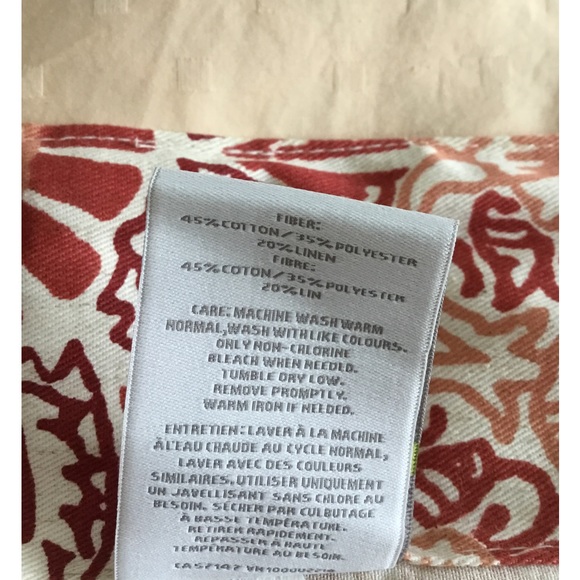 FIBER:
45%COTTON/35%POLYESTER
20%LINEN
FIBRE:
45%COTON/35%POLYESTER
20%LIN
CARE: MACHINE WASH WARM
NORMAL,WASH WITH LIKE COLOURS.
ONLY NON-CHLORINE
BLEACH WHEN NEEDED.
TUMBLE DRY LOW.
REMOVE PROMPTLY.
WARM IRON IF NEEDED.
ENTRETIEN: LAVER À LA MACHINE
À L'EAU CHAUDE AU CYCLE NORMAL,
LAVER AVEC DES COULEURS
SIMILAIRES. UTILISER UNIQUEMENT
UN JAVELLISANT SANS CHLORE AU
BESOIN. SÉCHER PAR CULBUTAGE
À BASSE TEMPÉRATURE.
RETIRER RAPIDEMENT.
REPASSER À HAUTE
TEMPÉRATURE AU BESOIN.
CA57147